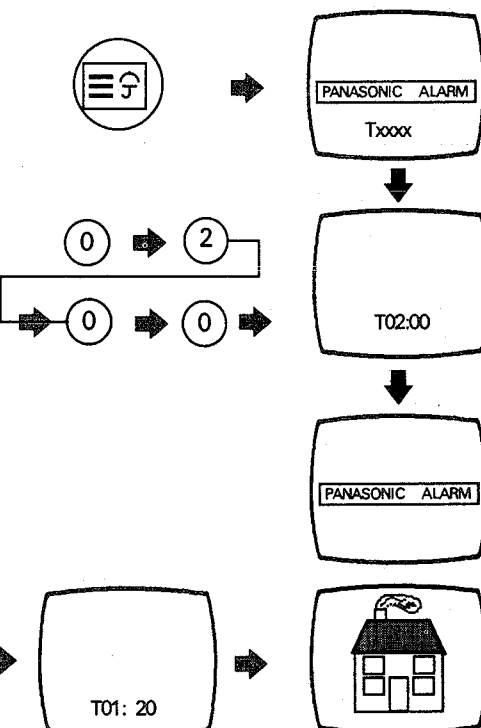 PANASONIC ALARM
Txxxx
0 2
0 0
T02:00
PANASONIC ALARM
T01: 20